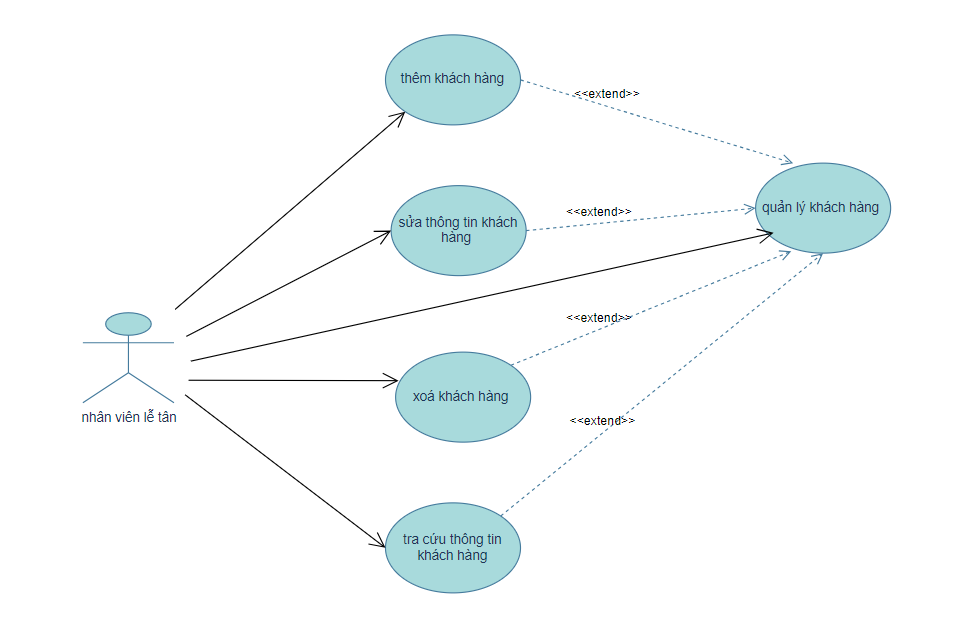 thêm khách hàng
<<extend>>
quản lý khách hàng
sửa thông tin khách
hàng
<<extend>>
<<extend>>
nhân viên lễ tân
xoá khách hàng
<<extend>>
tra cứu thông tin
khách hàng